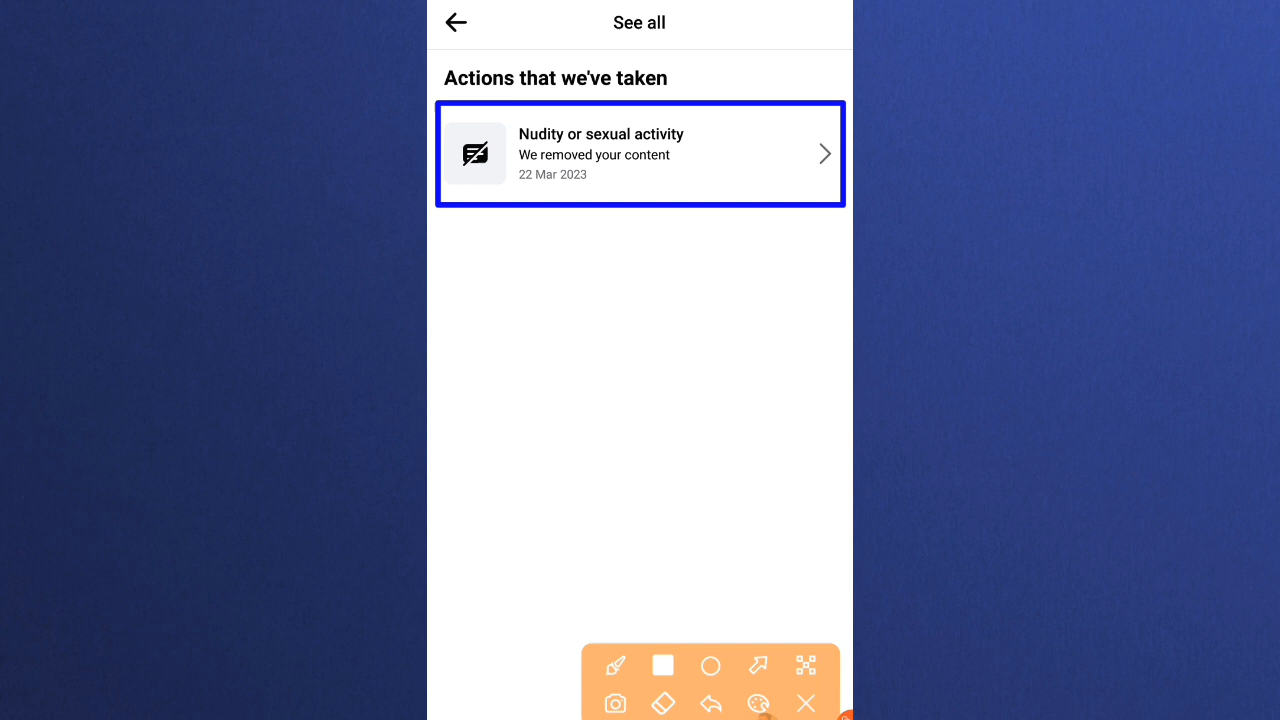 See all
Actions that we've taken
Nudity or sexual activity
We removed your content
22 Mar 2023